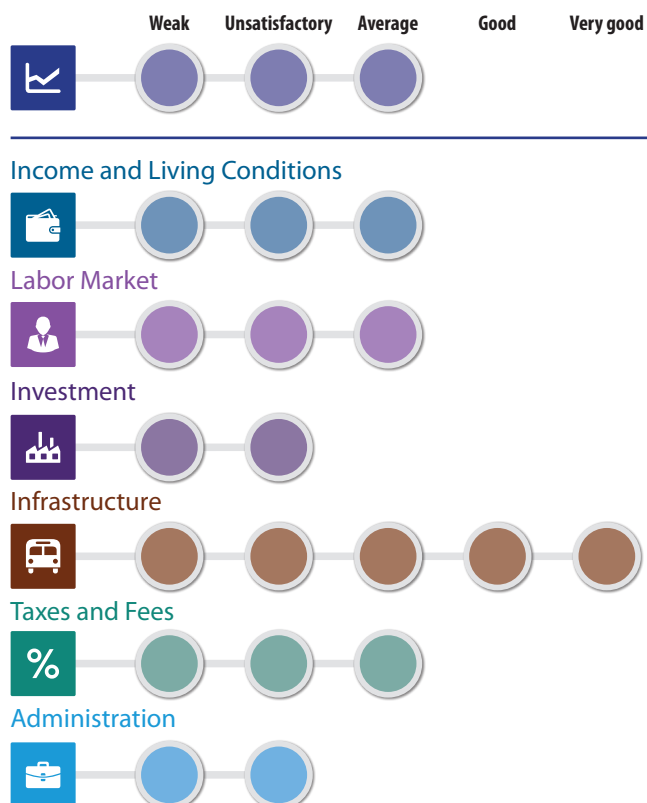 Weak Unsatisfactory Average Good Very good
Income and Living Conditions
Labor Market
Investment
Infrastructure
Taxes and Fees
%
Administration